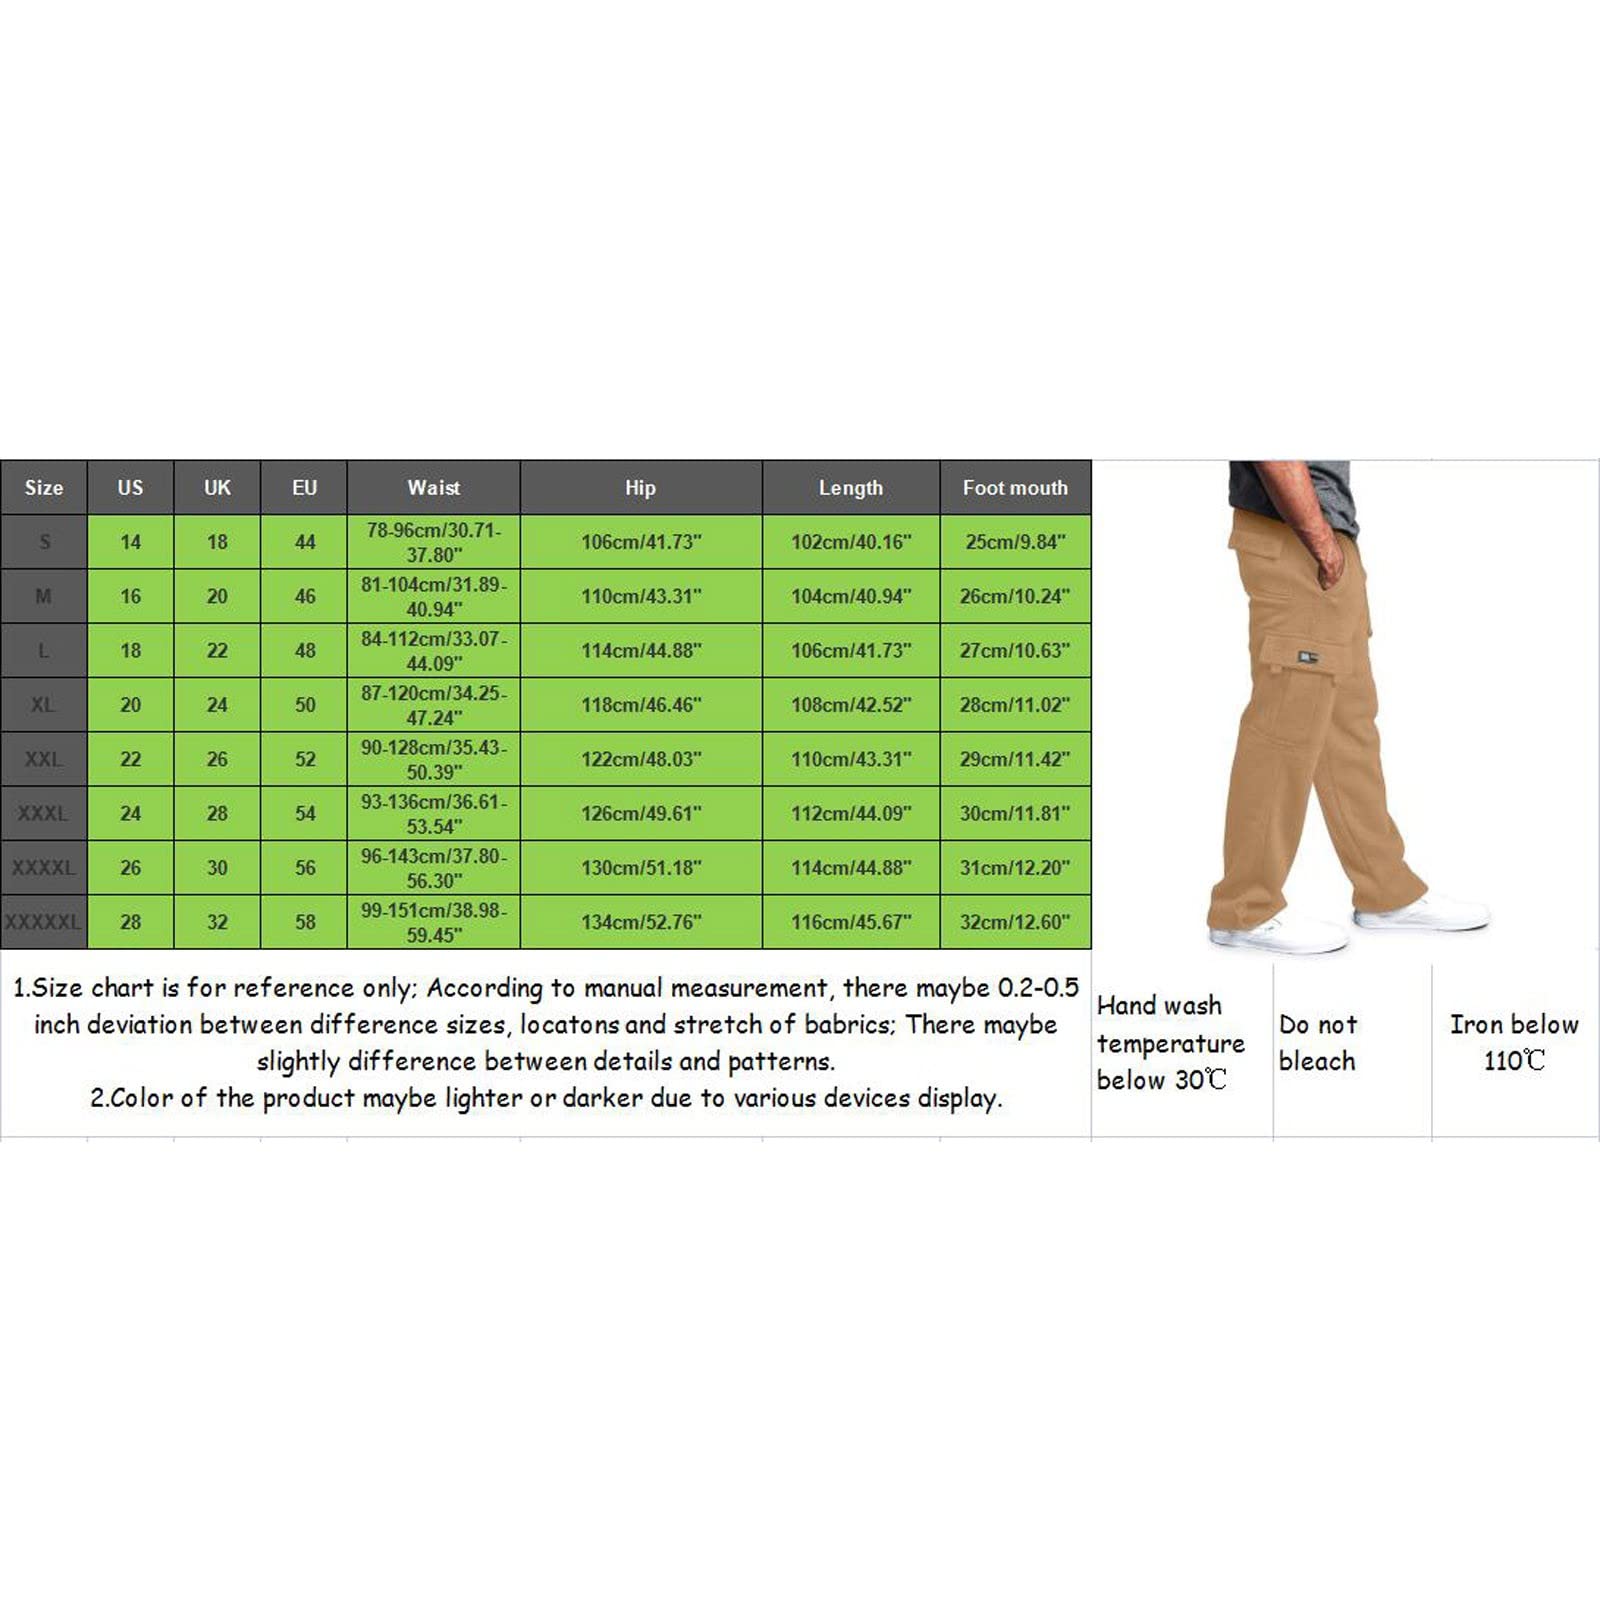 Size US UK EU Waist Hip Length Foot mouth
S 14 18 44 78-96cm/30.71-37.80" 106cm/41.73" 102cm/40.16" 25cm/9.84"
M 16 20 46 81-104cm/31.89-40.94" 110cm/43.31" 104cm/40.94" 26cm/10.24"
L 18 22 48 84-112cm/33.07-44.09" 114cm/44.88" 106cm/41.73" 27cm/10.63"
XL 20 24 50 87-120cm/34.25-47.24" 118cm/46.46" 108cm/42.52" 28cm/11.02"
XXL 22 26 52 90-128cm/35.43-50.39" 122cm/48.03" 110cm/43.31" 29cm/11.42"
XXXL 24 28 54 93-136cm/36.61-53.54" 126cm/49.61" 112cm/44.09" 30cm/11.81"
XXXXL 26 30 56 96-143cm/37.80-56.30" 130cm/51.18" 114cm/44.88" 31cm/12.20"
XXXXXL 28 32 58 99-151cm/38.98-59.45" 134cm/52.76" 116cm/45.67" 32cm/12.60"
1.Size chart is for reference only; According to manual measurement, there maybe 0.2-0.5
inch deviation between difference sizes, locatons and stretch of babrics; There maybe
slightly difference between details and patterns.
2.Color of the product maybe lighter or darker due to various devices display.
Hand wash
temperature
below 30℃
Do not
bleach
Iron below
110℃